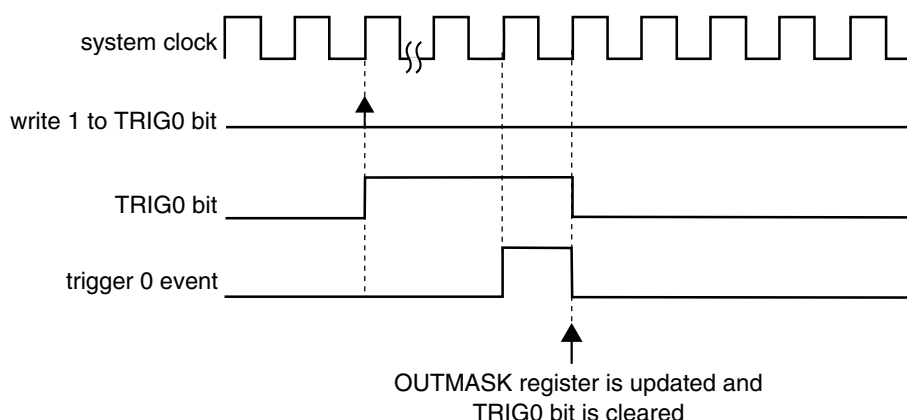 system clock
write 1 to TRIG0 bit
TRIG0 bit
trigger 0 event
OUTMASK register is updated and
TRIG0 bit is cleared